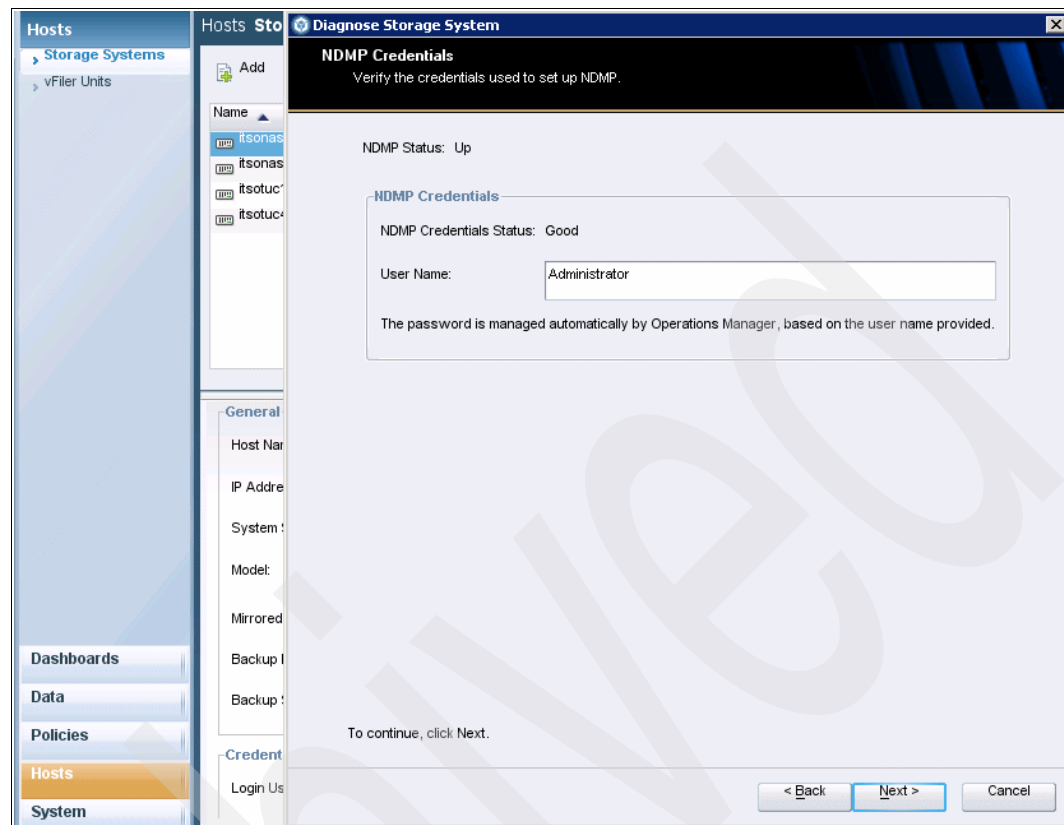 Hosts
Storage Systems
vFiler Units
Dashboards
Data
Policies
Hosts
System
Hosts Sto
Add
Name
itsonas
itsonas
itsotuc
itsotuc
General
Host Nar
IP Addre
System
Model:
Mirrored
Backup
Backup
Credent
Login Us
Diagnose Storage System
NDMP Credentials
Verify the credentials used to set up NDMP.
NDMP Status: Up
NDMP Credentials
NDMP Credentials Status: Good
User Name: Administrator
The password is managed automatically by Operations Manager, based on the user name provided.
To continue, click Next.
< Back Next > Cancel